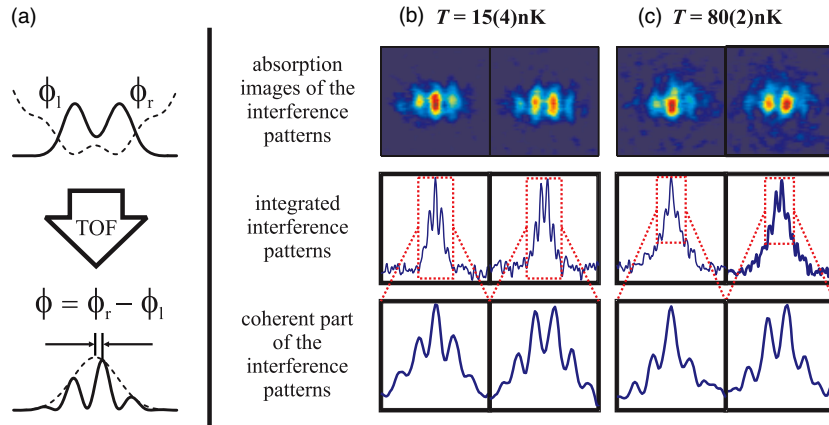 (a)
ϕl
ϕr
TOF
ϕ = ϕr − ϕl
(b)
T = 15(4)nK
(c)
T = 80(2)nK
absorption
images of the
interference
patterns
integrated
interference
patterns
coherent part
of the
interference
patterns